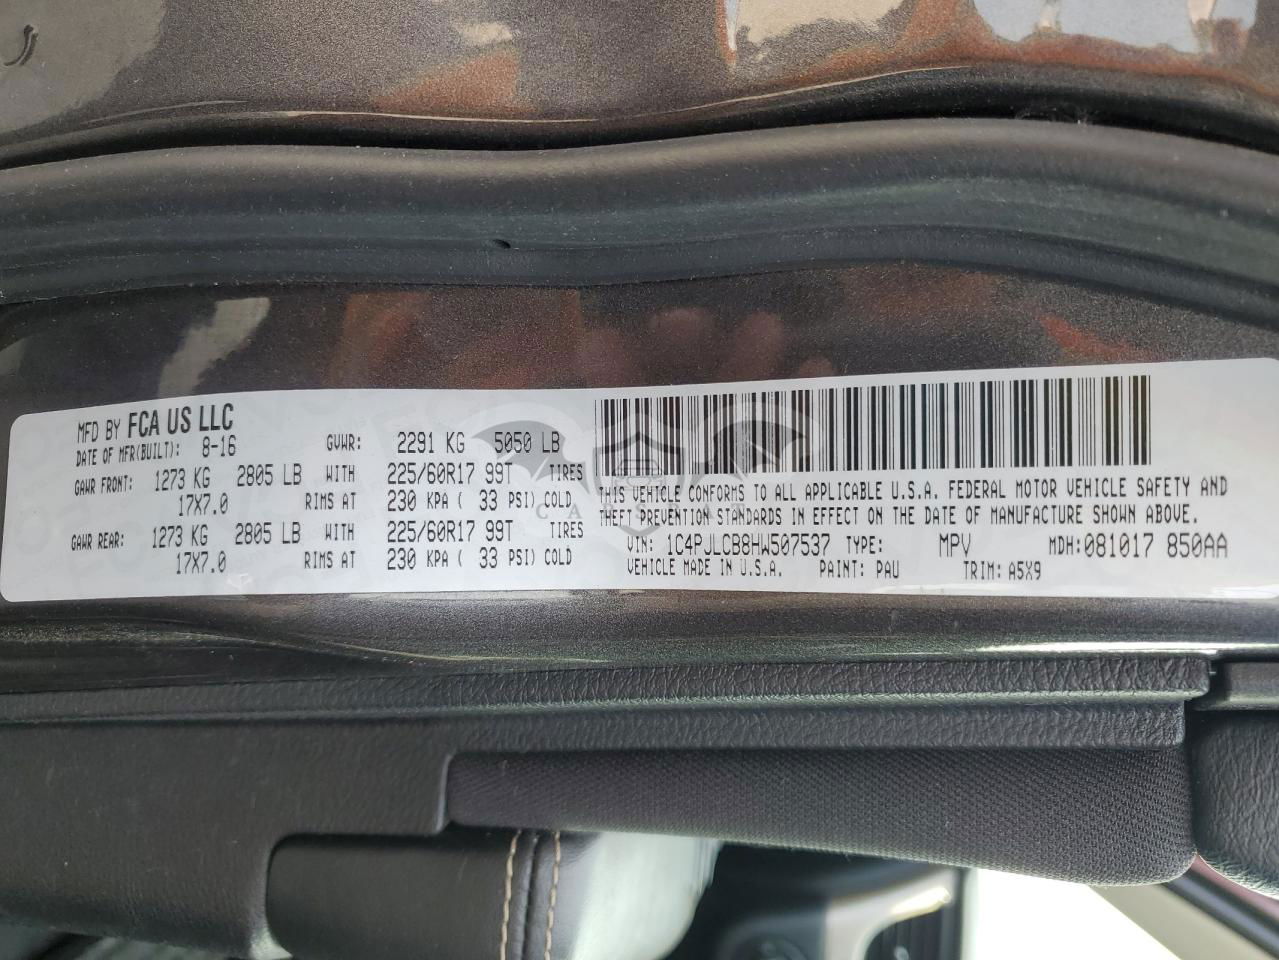 MFD BY FCA US LLC
DATE OF MFR(BUILT): 8-16 GVWR: 2291 KG 5050 LB
GAWR FRONT: 1273 KG 2805 LB WITH 225/60R17 99T TIRES
17X7.0 RIMS AT 230 KPA ( 33 PSI) COLD
GAWR REAR: 1273 KG 2805 LB WITH 225/60R17 99T TIRES
17X7.0 RIMS AT 230 KPA ( 33 PSI) COLD
THIS VEHICLE CONFORMS TO ALL APPLICABLE U.S.A. FEDERAL MOTOR VEHICLE SAFETY AND
THEFT PREVENTION STANDARDS IN EFFECT ON THE DATE OF MANUFACTURE SHOWN ABOVE.
VIN: 1C4PJLCB8HW507537 TYPE: MPV MDH: 081017 850AA
VEHICLE MADE IN U.S.A. PAINT: PAU TRIM: A5X9